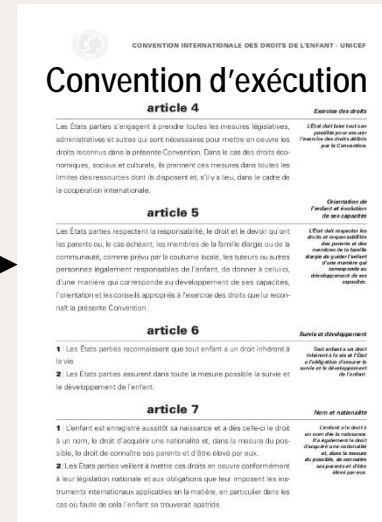 CONVENTION INTERNATIONALE DES DROITS DE L'ENFANT - UNICEF
Convention d'exécution
article 4
Exercice des droits
Les États parties s'engagent à prendre toutes les mesures législatives,
administratives et autres qui sont nécessaires pour mettre en oeuvre les
droits reconnus dans la présente Convention. Dans le cas des droits éco-
nomiques, sociaux et culturels, ils prennent ces mesures dans toutes les
limites des ressources dont ils disposent et, s'il y a lieu, dans le cadre de
la coopération internationale.
L'État doit faire tout son
possible pour assurer
l'exercice des droits définis
par la Convention.
article 5
Orientation de
l'enfant et évolution
de ses capacités
Les États parties respectent la responsabilité, le droit et le devoir qu'ont
les parents ou, le cas échéant, les membres de la famille élargie ou de la
communauté, comme prévu par la coutume locale, les tuteurs ou autres
personnes légalement responsables de l'enfant, de donner à celui-ci,
d'une manière qui corresponde au développement de ses capacités,
l'orientation et les conseils appropriés à l'exercice des droits que lui recon-
naît la présente Convention.
L'État doit respecter les
droits et responsabilités
des parents et des
membres de la famille
élargie de guider l'enfant
d'une manière qui
corresponde au
développement de ses
capacités.
article 6
Survie et développement
1 | Les États parties reconnaissent que tout enfant a un droit inhérent à
la vie.
2 | Les États parties assurent dans toute la mesure possible la survie et
le développement de l'enfant.
Tout enfant a un droit
inhérent à la vie et l'État
a l'obligation d'assurer la
survie et le développement
de l'enfant.
article 7
Nom et nationalité
1 | L'enfant est enregistré aussitôt sa naissance et a dès celle-ci le droit
à un nom, le droit d'acquérir une nationalité et, dans la mesure du pos-
sible, le droit de connaître ses parents et d'être élevé par eux.
2 | Les États parties veillent à mettre ces droits en oeuvre conformément
à leur législation nationale et aux obligations que leur imposent les ins-
truments internationaux applicables en la matière, en particulier dans les
cas où faute de cela l'enfant se trouverait apatride.
L'enfant a le droit à
un nom dès la naissance.
Il a également le droit
d'acquérir une nationalité
et, dans la mesure
du possible, de connaître
ses parents et d'être
élevé par eux.